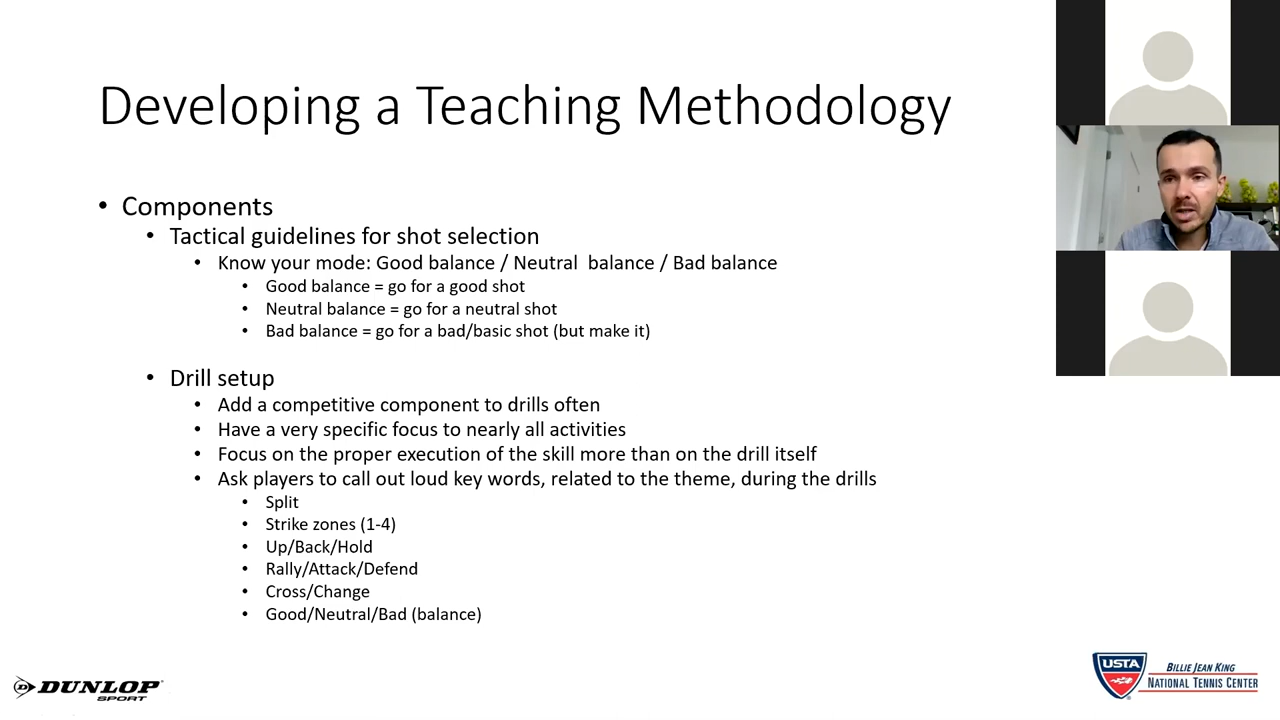 Developing a Teaching Methodology
• Components
• Tactical guidelines for shot selection
• Know your mode: Good balance / Neutral balance / Bad balance
• Good balance = go for a good shot
• Neutral balance = go for a neutral shot
• Bad balance = go for a bad/basic shot (but make it)
• Drill setup
• Add a competitive component to drills often
• Have a very specific focus to nearly all activities
• Focus on the proper execution of the skill more than on the drill itself
• Ask players to call out loud key words, related to the theme, during the drills
• Split
• Strike zones (1-4)
• Up/Back/Hold
• Rally/Attack/Defend
• Cross/Change
• Good/Neutral/Bad (balance)
D DUNLOP
SPORT
USTA
BILLIE JEAN KING
NATIONAL TENNIS CENTER